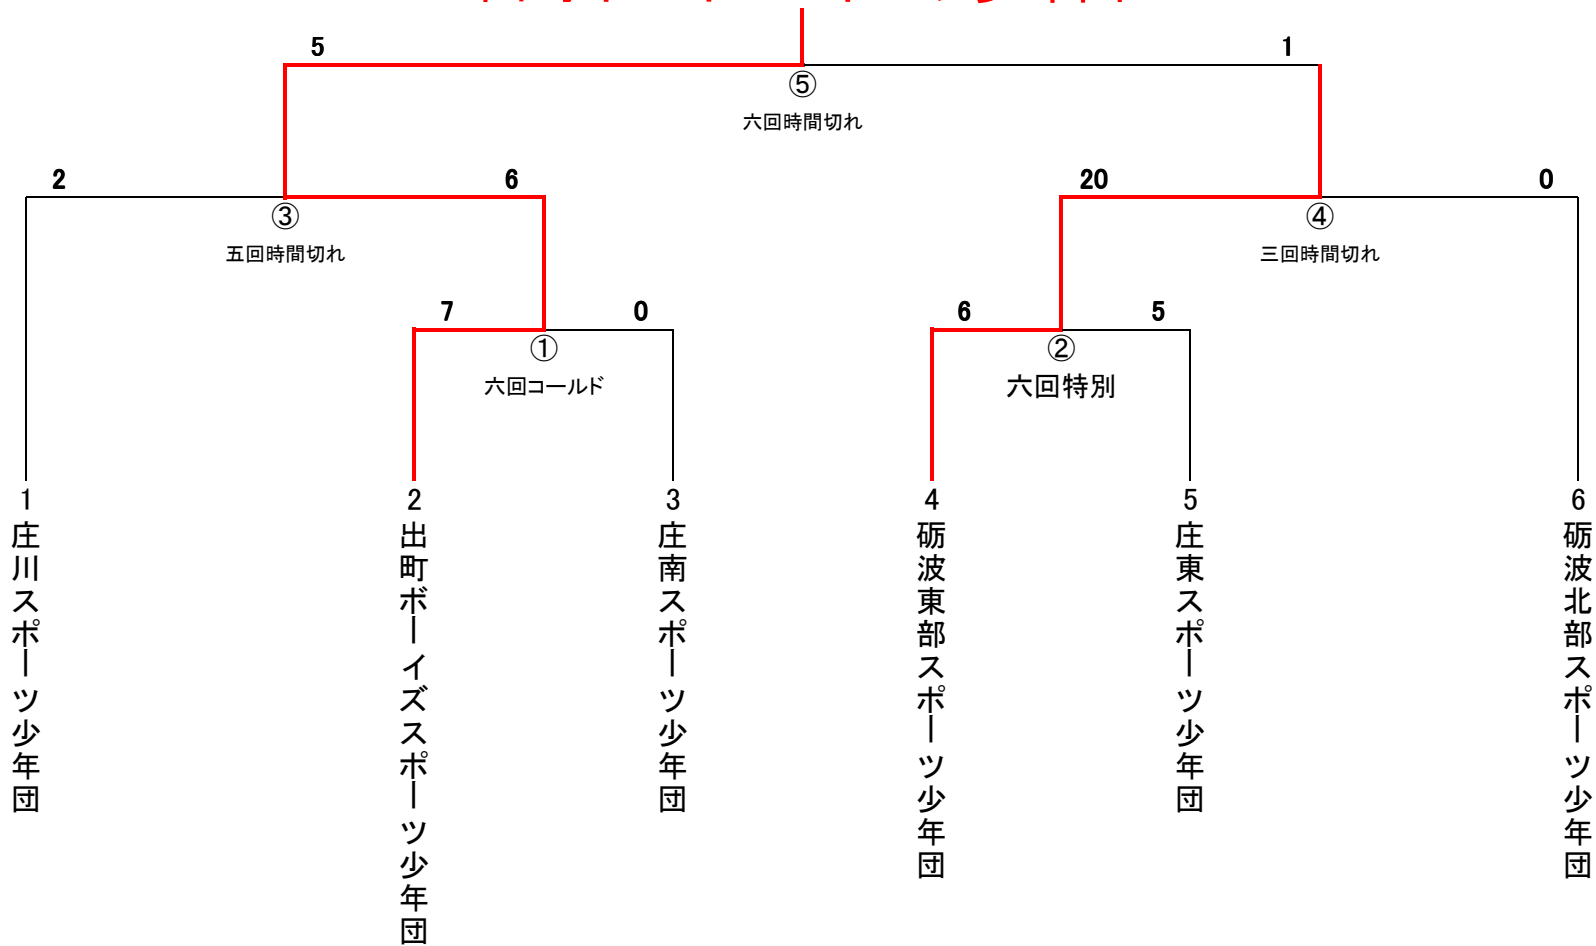 5
1
⑤
六回時間切れ
2
6
20
0
③
④
五回時間切れ
三回時間切れ
7
0
6
5
①
②
六回コールド
六回特別
1
庄川スポーツ少年団
2
出町ボーイズスポーツ少年団
3
庄南スポーツ少年団
4
砺波東部スポーツ少年団
5
庄東スポーツ少年団
6
砺波北部スポーツ少年団